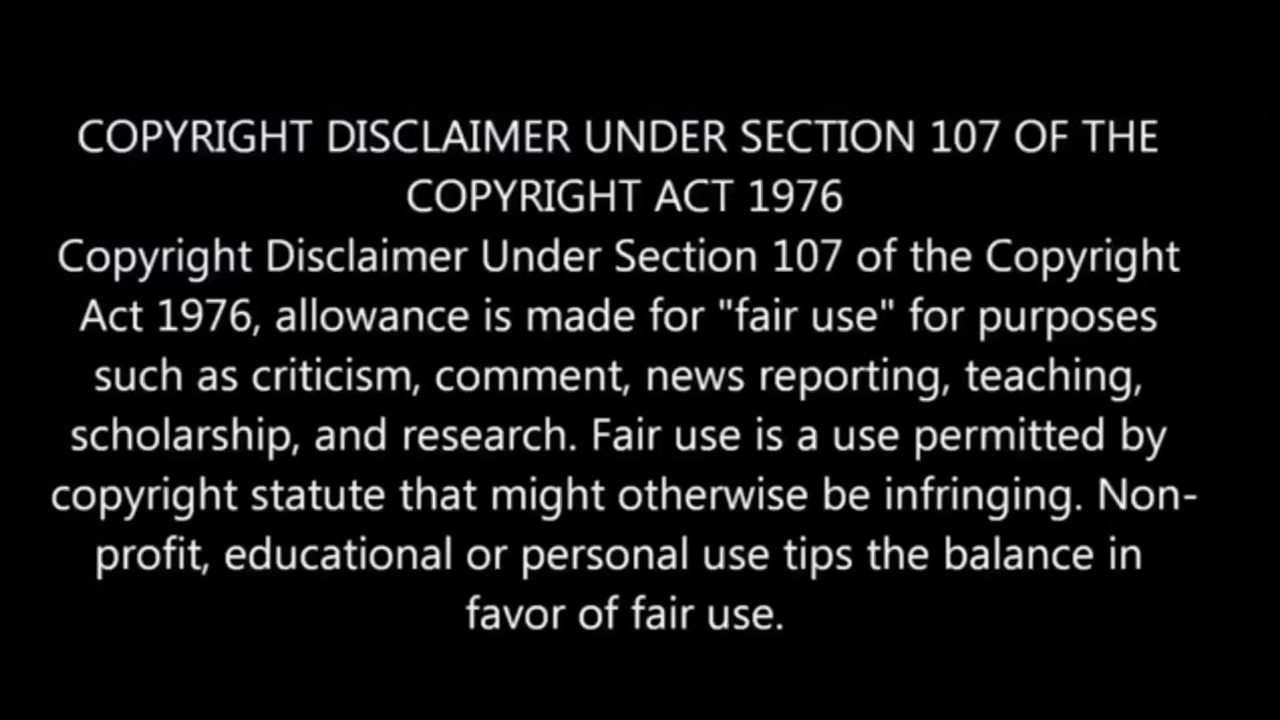 COPYRIGHT DISCLAIMER UNDER SECTION 107 OF THE
COPYRIGHT ACT 1976
Copyright Disclaimer Under Section 107 of the Copyright
Act 1976, allowance is made for "fair use" for purposes
such as criticism, comment, news reporting, teaching,
scholarship, and research. Fair use is a use permitted by
copyright statute that might otherwise be infringing. Non-
profit, educational or personal use tips the balance in
favor of fair use.